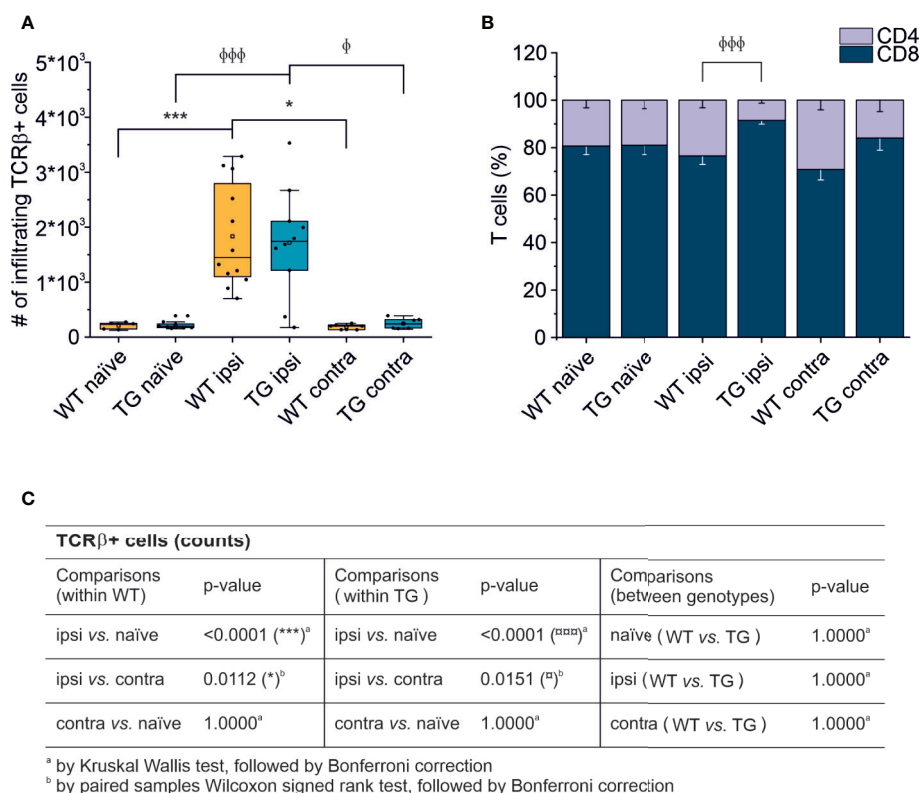 A
# of infiltrating TCRβ+ cells
5*10³
4*10³
3*10³
2*10³
1*10³
0
ϕϕϕ
ϕ
***
*
WT naïve
TG naïve
WT ipsi
TG ipsi
WT contra
TG contra
B
CD4
CD8
T cells (%)
120
100
80
60
40
20
0
ϕϕϕ
WT naïve
TG naïve
WT ipsi
TG ipsi
WT contra
TG contra
C
TCRβ+ cells (counts)
Comparisons (within WT) p-value Comparisons (within TG) p-value Comparisons (between genotypes) p-value
ipsi vs. naïve <0.0001 (***)ᵃ ipsi vs. naïve <0.0001 (¤¤¤)ᵃ naïve (WT vs. TG) 1.0000ᵃ
ipsi vs. contra 0.0112 (*)ᵇ ipsi vs. contra 0.0151 (¤)ᵇ ipsi (WT vs. TG) 1.0000ᵃ
contra vs. naïve 1.0000ᵃ contra vs. naïve 1.0000ᵃ contra (WT vs. TG) 1.0000ᵃ
ᵃ by Kruskal Wallis test, followed by Bonferroni correction
ᵇ by paired samples Wilcoxon signed rank test, followed by Bonferroni correction